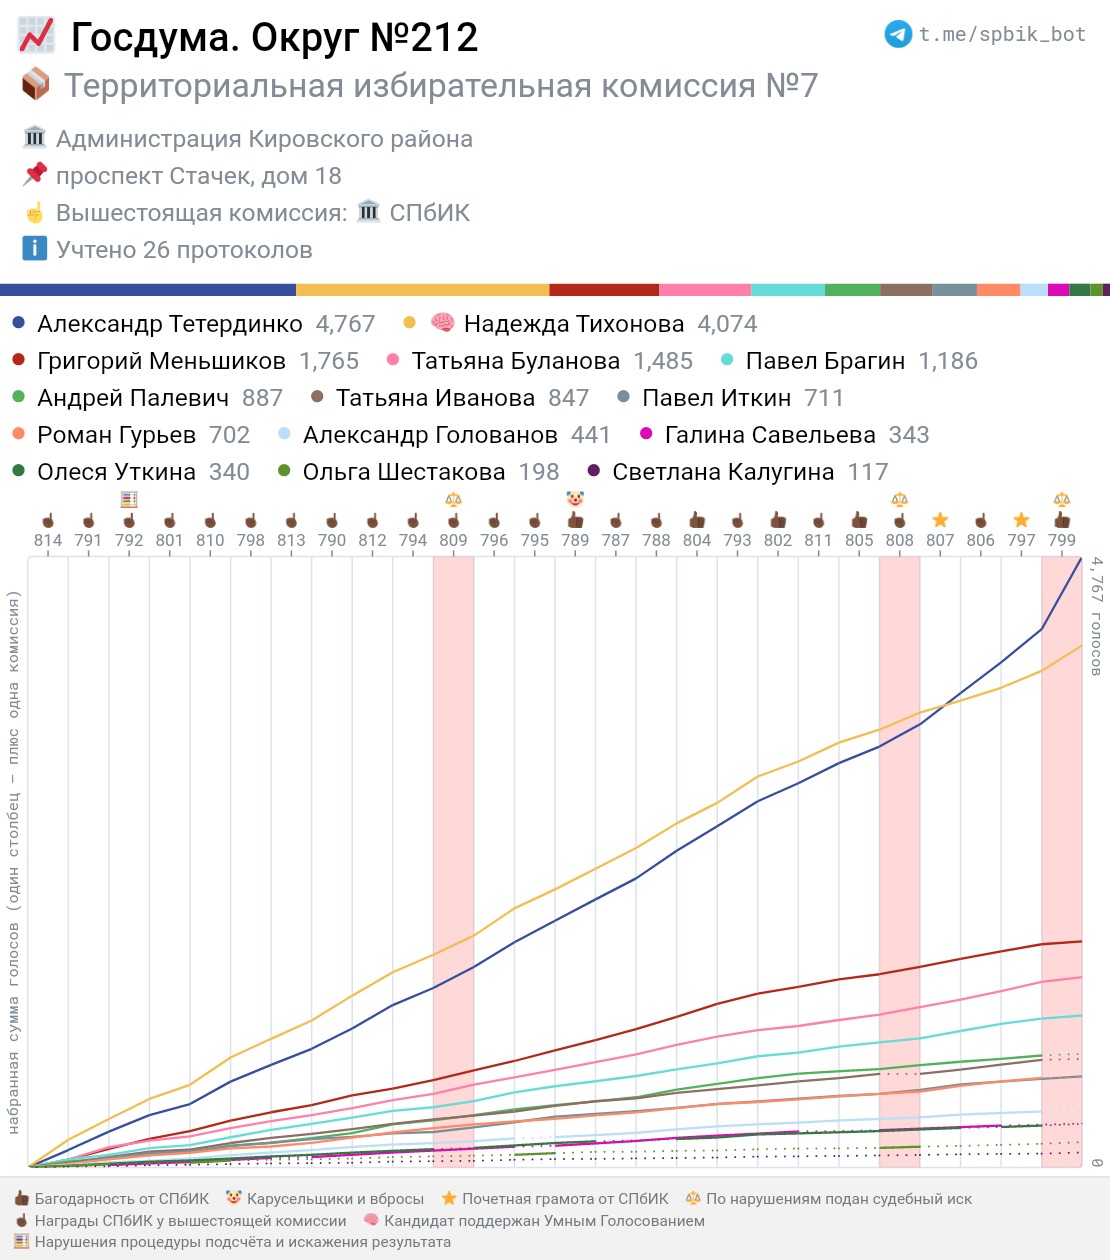 Госдума. Округ №212
t.me/spbik_bot
Территориальная избирательная комиссия №7
Администрация Кировского района
проспект Стачек, дом 18
Вышестоящая комиссия: СПбИК
Учтено 26 протоколов
Александр Тетердинко 4,767 Надежда Тихонова 4,074
Григорий Меньшиков 1,765 Татьяна Буланова 1,485 Павел Брагин 1,186
Андрей Палевич 887 Татьяна Иванова 847 Павел Иткин 711
Роман Гурьев 702 Александр Голованов 441 Галина Савельева 343
Олеся Уткина 340 Ольга Шестакова 198 Светлана Калугина 117
814 791 792 801 810 798 813 790 812 794 809 796 795 789 787 788 804 793 802 811 805 808 807 806 797 799
4,767 голосов
набранная сумма голосов (один столбец – плюс одна комиссия)
0
Багодарность от СПбИК Карусельщики и вбросы Почетная грамота от СПбИК По нарушениям подан судебный иск
Награды СПбИК у вышестоящей комиссии Кандидат поддержан Умным Голосованием
Нарушения процедуры подсчёта и искажения результата